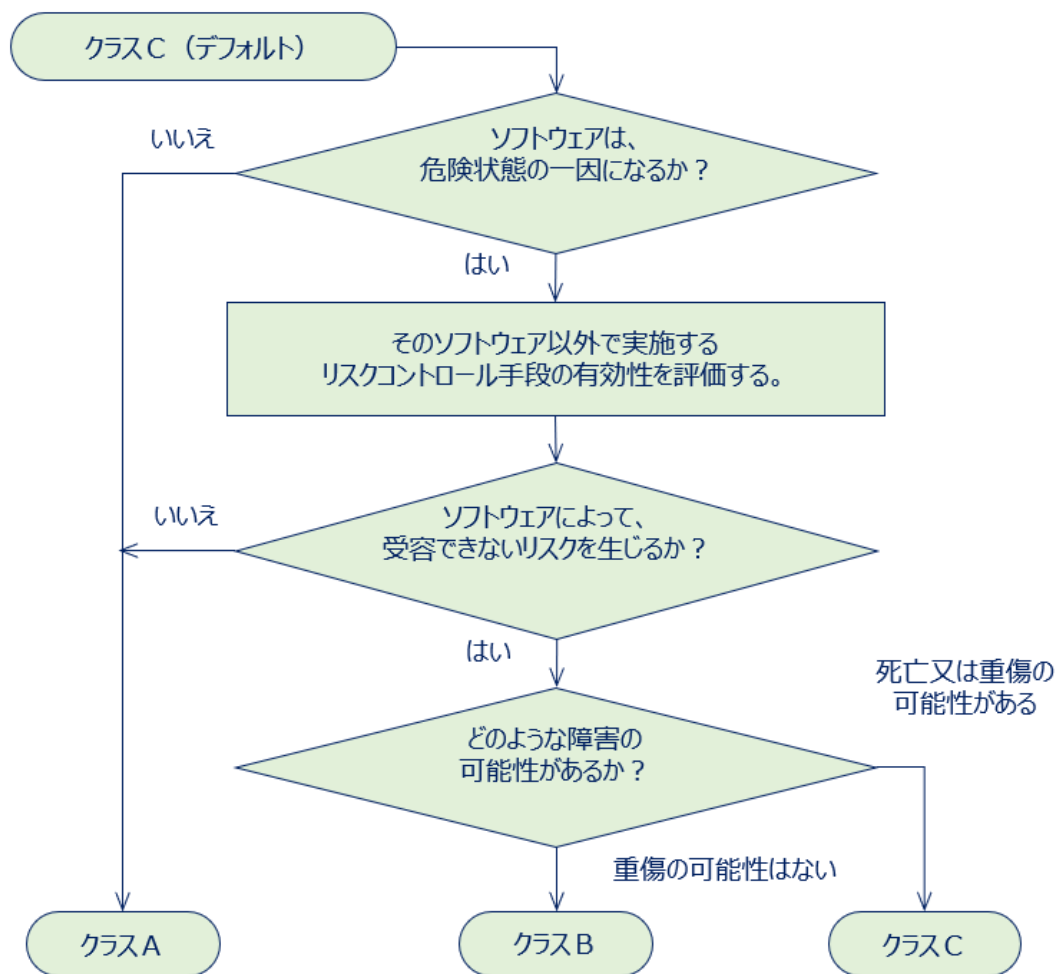 クラスC（デフォルト）
いいえ
ソフトウェアは、
危険状態の一因になるか？
はい
そのソフトウェア以外で実施する
リスクコントロール手段の有効性を評価する。
いいえ
ソフトウェアによって、
受容できないリスクを生じるか？
はい
死亡又は重傷の
可能性がある
どのような障害の
可能性があるか？
重傷の可能性はない
クラスA
クラスB
クラスC